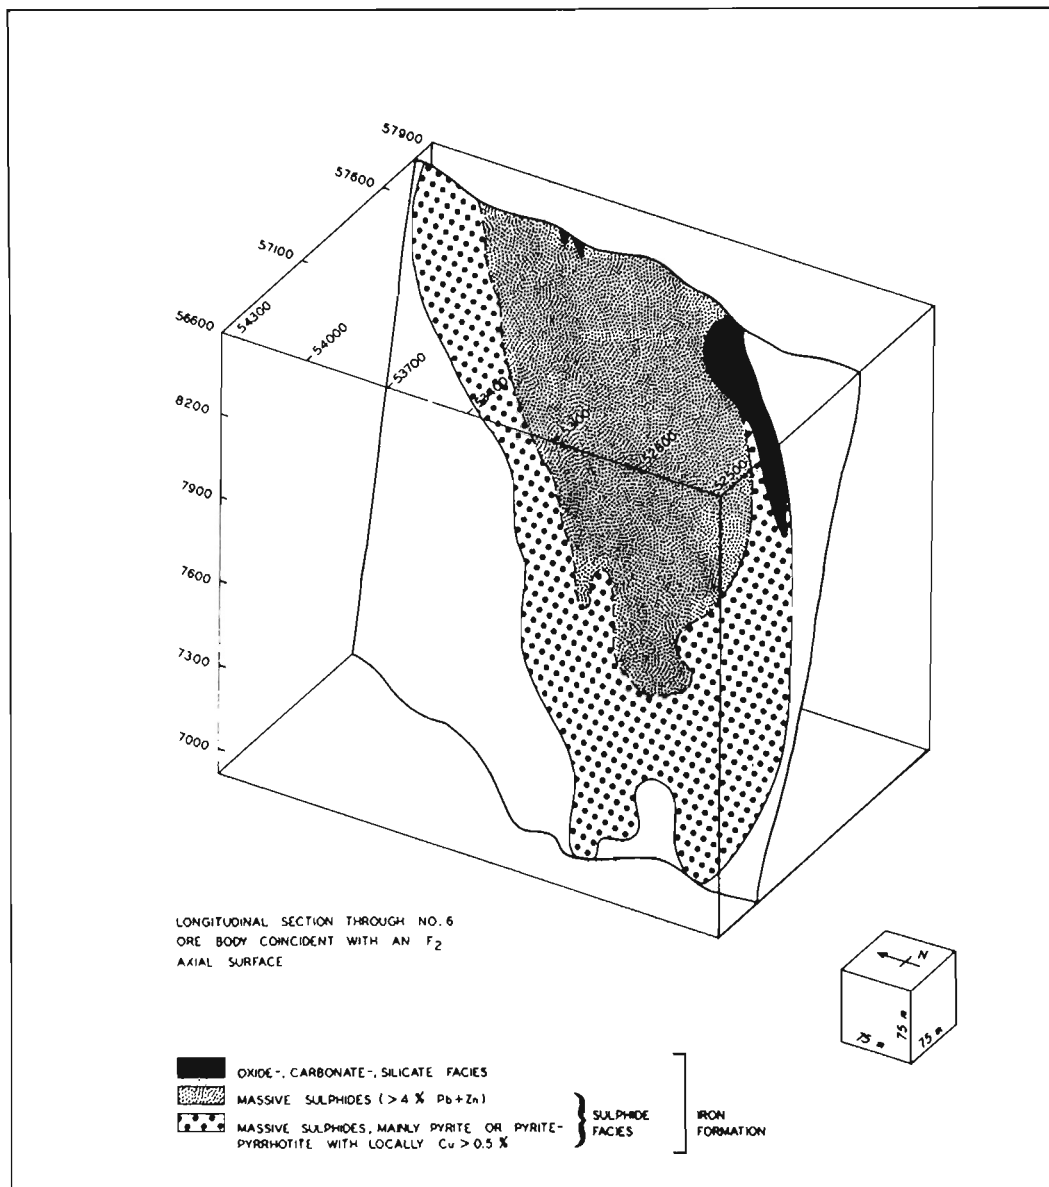 57900
57600
57100
56600
54300
54000
53700
8200
7900
7600
7300
7000
52500
LONGITUDINAL SECTION THROUGH NO. 6
ORE BODY COINCIDENT WITH AN F2
AXIAL SURFACE
N
75 m
75 m
75 m
OXIDE-, CARBONATE-, SILICATE FACIES
MASSIVE SULPHIDES (>4 % Pb+Zn)
MASSIVE SULPHIDES, MAINLY PYRITE OR PYRITE-
PYRRHOTITE WITH LOCALLY Cu > 0.5 %
SULPHIDE
FACIES
IRON
FORMATION